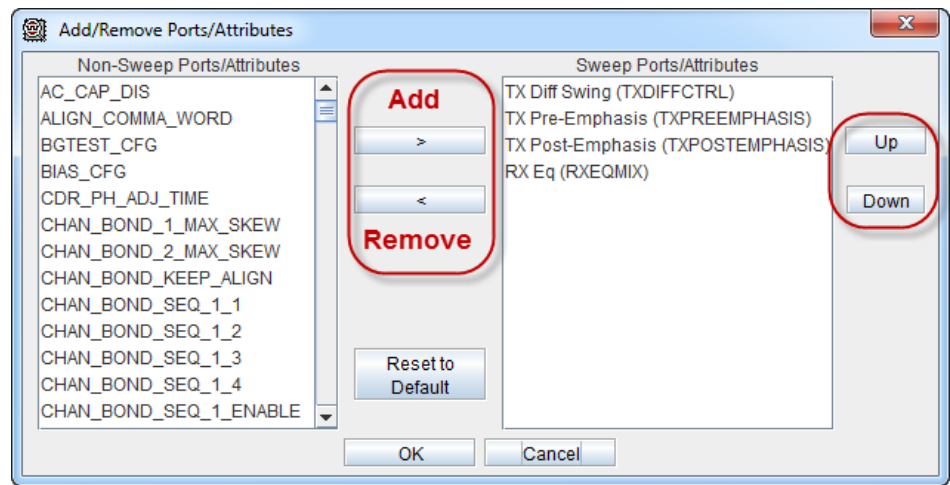 Add/Remove Ports/Attributes
Non-Sweep Ports/Attributes
AC_CAP_DIS
ALIGN_COMMA_WORD
BGTEST_CFG
BIAS_CFG
CDR_PH_ADJ_TIME
CHAN_BOND_1_MAX_SKEW
CHAN_BOND_2_MAX_SKEW
CHAN_BOND_KEEP_ALIGN
CHAN_BOND_SEQ_1_1
CHAN_BOND_SEQ_1_2
CHAN_BOND_SEQ_1_3
CHAN_BOND_SEQ_1_4
CHAN_BOND_SEQ_1_ENABLE
Add
>
<
Remove
Reset to
Default
Sweep Ports/Attributes
TX Diff Swing (TXDIFFCTRL)
TX Pre-Emphasis (TXPREEMPHASIS)
TX Post-Emphasis (TXPOSTEMPHASIS)
RX Eq (RXEQMIX)
Up
Down
OK
Cancel